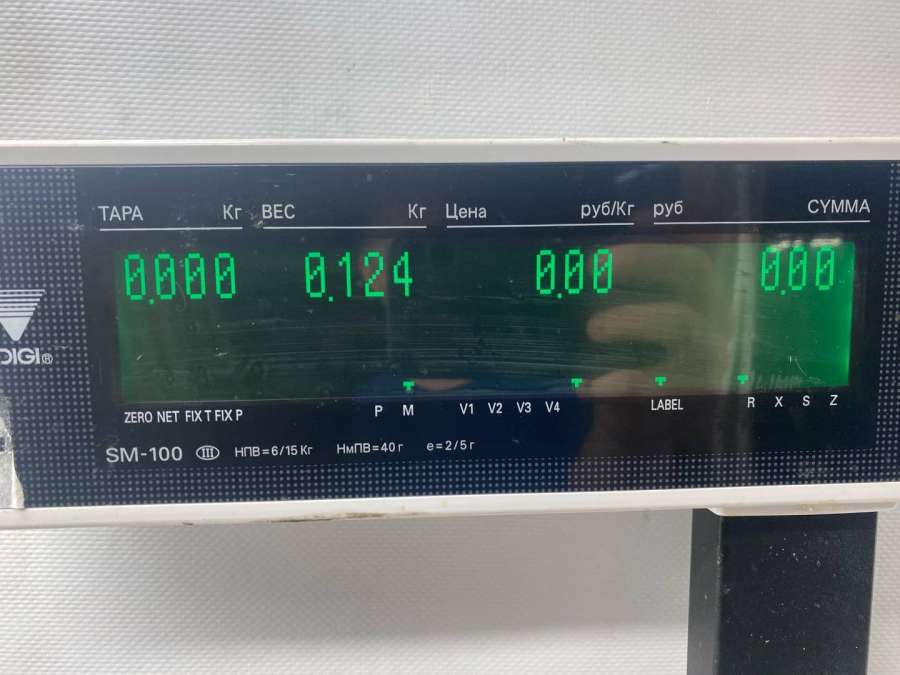 ТАРА Кг ВЕС Кг Цена руб/Кг руб СУММА
0.000 0.124 0.00 0.00
ZERO NET FIX T FIX P P M V1 V2 V3 V4 LABEL R X S Z
DIGI®
SM-100 III НПВ=6/15 Кг НмПВ=40 г е=2/5 г